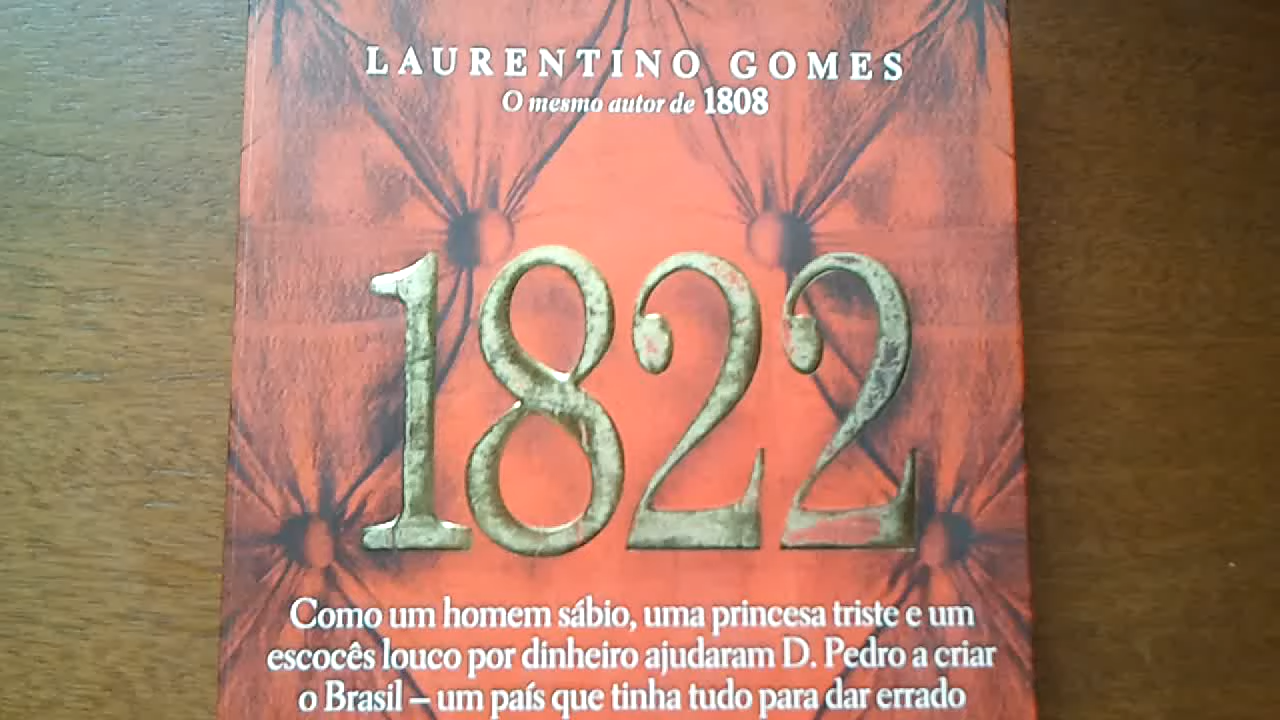 LAURENTINO GOMES
O mesmo autor de 1808
1822
Como um homem sábio, uma princesa triste e um
escocês louco por dinheiro ajudaram D. Pedro a criar
o Brasil – um país que tinha tudo para dar errado